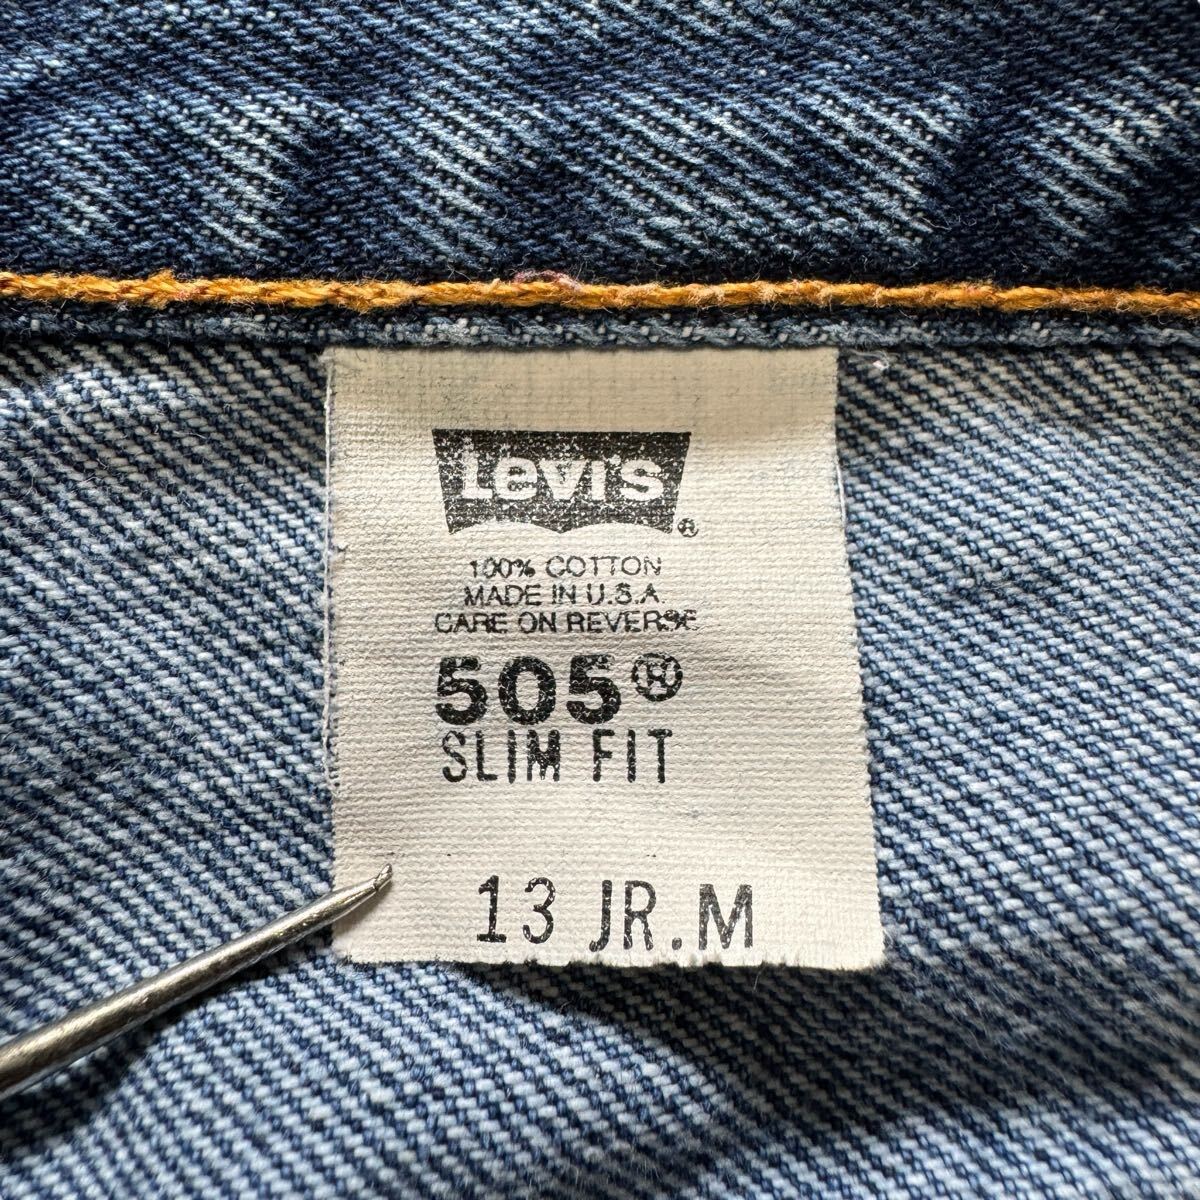 Levi's®
100% COTTON
MADE IN U.S.A
CARE ON REVERSE
505®
SLIM FIT
13 JR.M